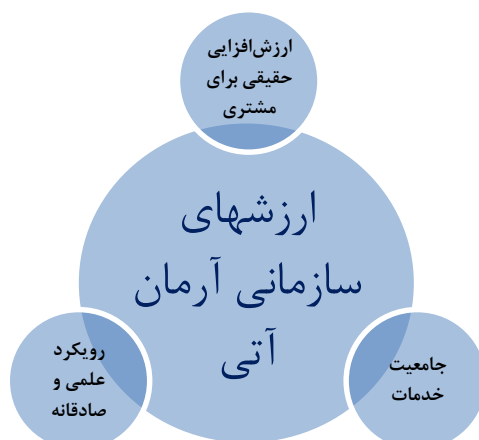 ارزش‌افزایی
حقیقی برای
مشتری
ارزشهای
سازمانی آرمان
آتی
جامعیت
خدمات
رویکرد
علمی و
صادقانه